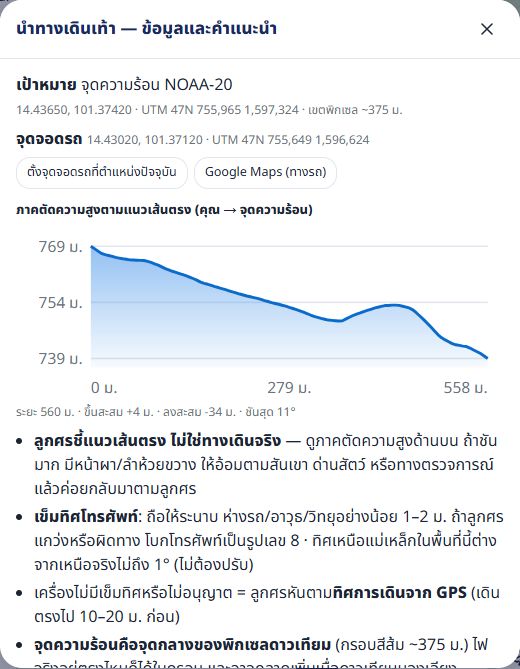 นำทางเดินเท้า — ข้อมูลและคำแนะนำ
เป้าหมาย จุดความร้อน NOAA-20
14.43650, 101.37420 · UTM 47N 755,965 1,597,324 · เขตพิกเซล ~375 ม.
จุดจอดรถ 14.43020, 101.37120 · UTM 47N 755,649 1,596,624
ตั้งจุดจอดรถที่ตำแหน่งปัจจุบัน
Google Maps (ทางรถ)
ภาคตัดความสูงตามแนวเส้นตรง (คุณ → จุดความร้อน)
769 ม.
754 ม.
739 ม.
0 ม. 279 ม. 558 ม.
ระยะ 560 ม. · ขึ้นสะสม +4 ม. · ลงสะสม -34 ม. · ชันสุด 11°
• ลูกศรชี้แนวเส้นตรง ไม่ใช่ทางเดินจริง — ดูภาคตัดความสูงด้านบน ถ้าชัน
มาก มีหน้าผา/ลำห้วยขวาง ให้อ้อมตามสันเขา ด่านสัตว์ หรือทางตรวจการณ์
แล้วค่อยกลับมาตามลูกศร
• เข็มทิศโทรศัพท์: ถือให้ระนาบ ห่างรถ/อาวุธ/วิทยุอย่างน้อย 1–2 ม. ถ้าลูกศร
แกว่งหรือผิดทาง โบกโทรศัพท์เป็นรูปเลข 8 · ทิศเหนือแม่เหล็กในพื้นที่นี้ต่าง
จากเหนือจริงไม่ถึง 1° (ไม่ต้องปรับ)
• เครื่องไม่มีเข็มทิศหรือไม่อนุญาต = ลูกศรหันตามทิศการเดินจาก GPS (เดิน
ตรงไป 10–20 ม. ก่อน)
• จุดความร้อนคือจุดกลางของพิกเซลดาวเทียม (กรอบสีส้ม ~375 ม.) ไฟ